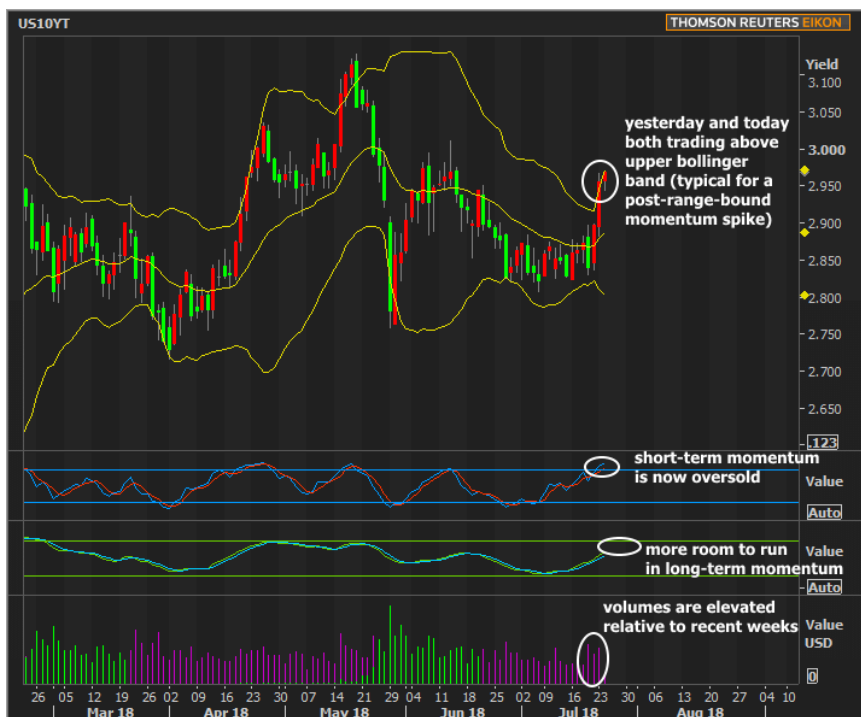 US10YT
THOMSON REUTERS EIKON
Yield
3.100
3.050
yesterday and today
both trading above
upper bollinger
band (typical for a
post-range-bound
momentum spike)
3.000
2.950
2.900
2.850
2.800
2.750
2.700
2.650
.123
short-term momentum
is now oversold
Value
Auto
more room to run
in long-term momentum
Value
Auto
volumes are elevated
relative to recent weeks
Value
USD
0
26 05 12 19 26 02 09 16 23 30 07 14 21 29 04 11 18 25 02 09 16 23 30 06 13 20 27 04 10
Mar 18 Apr 18 May 18 Jun 18 Jul 18 Aug 18